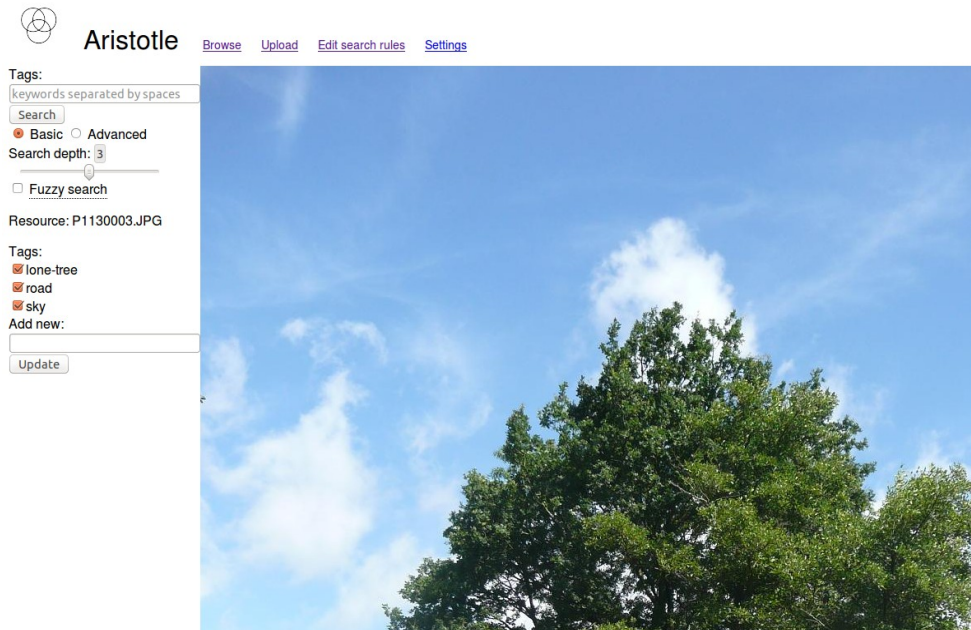 Aristotle Browse Upload Edit search rules Settings
Tags:
keywords separated by spaces
Search
Basic Advanced
Search depth: 3
Fuzzy search
Resource: P1130003.JPG
Tags:
lone-tree
road
sky
Add new:
Update